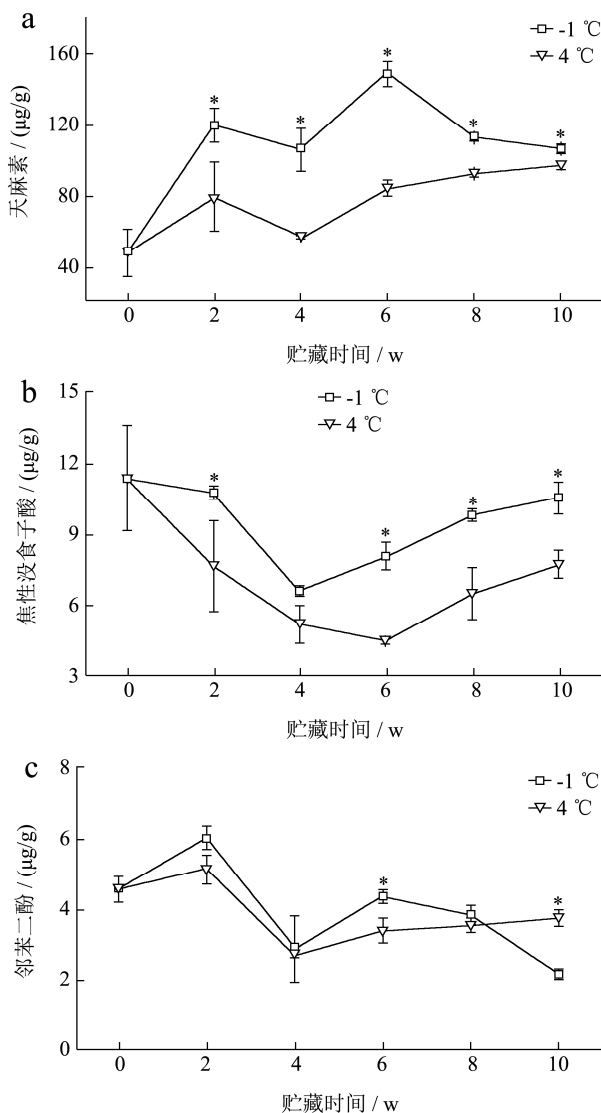 a
-1 ℃
4 ℃
天麻素 / (μg/g)
160
120
80
40
* * * * *
0 2 4 6 8 10
贮藏时间 / w
b
-1 ℃
4 ℃
焦性没食子酸 / (μg/g)
15
12
9
6
3
* * * *
0 2 4 6 8 10
贮藏时间 / w
c
-1 ℃
4 ℃
邻苯二酚 / (μg/g)
8
6
4
2
0
* *
0 2 4 6 8 10
贮藏时间 / w